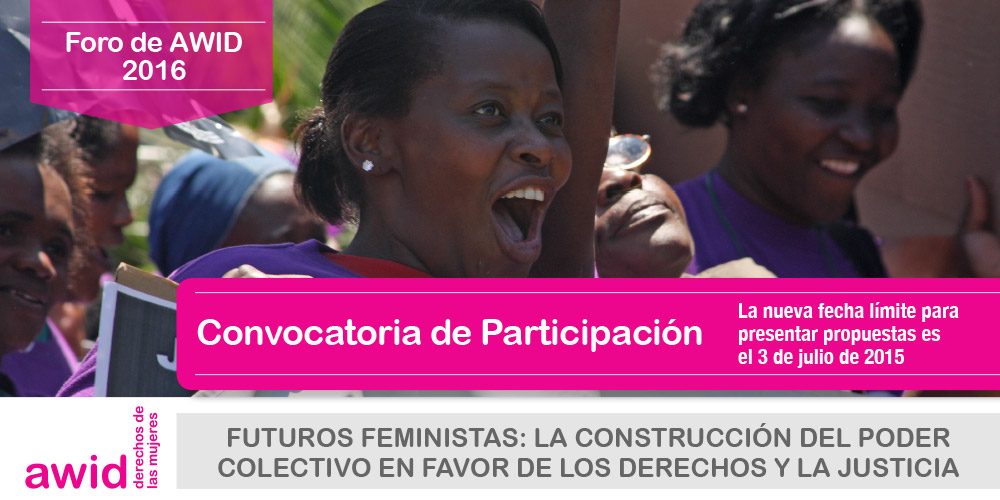 Foro de AWID
2016
Convocatoria de Participación
La nueva fecha límite para
presentar propuestas es
el 3 de julio de 2015
awid
derechos de
las mujeres
FUTUROS FEMINISTAS: LA CONSTRUCCIÓN DEL PODER
COLECTIVO EN FAVOR DE LOS DERECHOS Y LA JUSTICIA